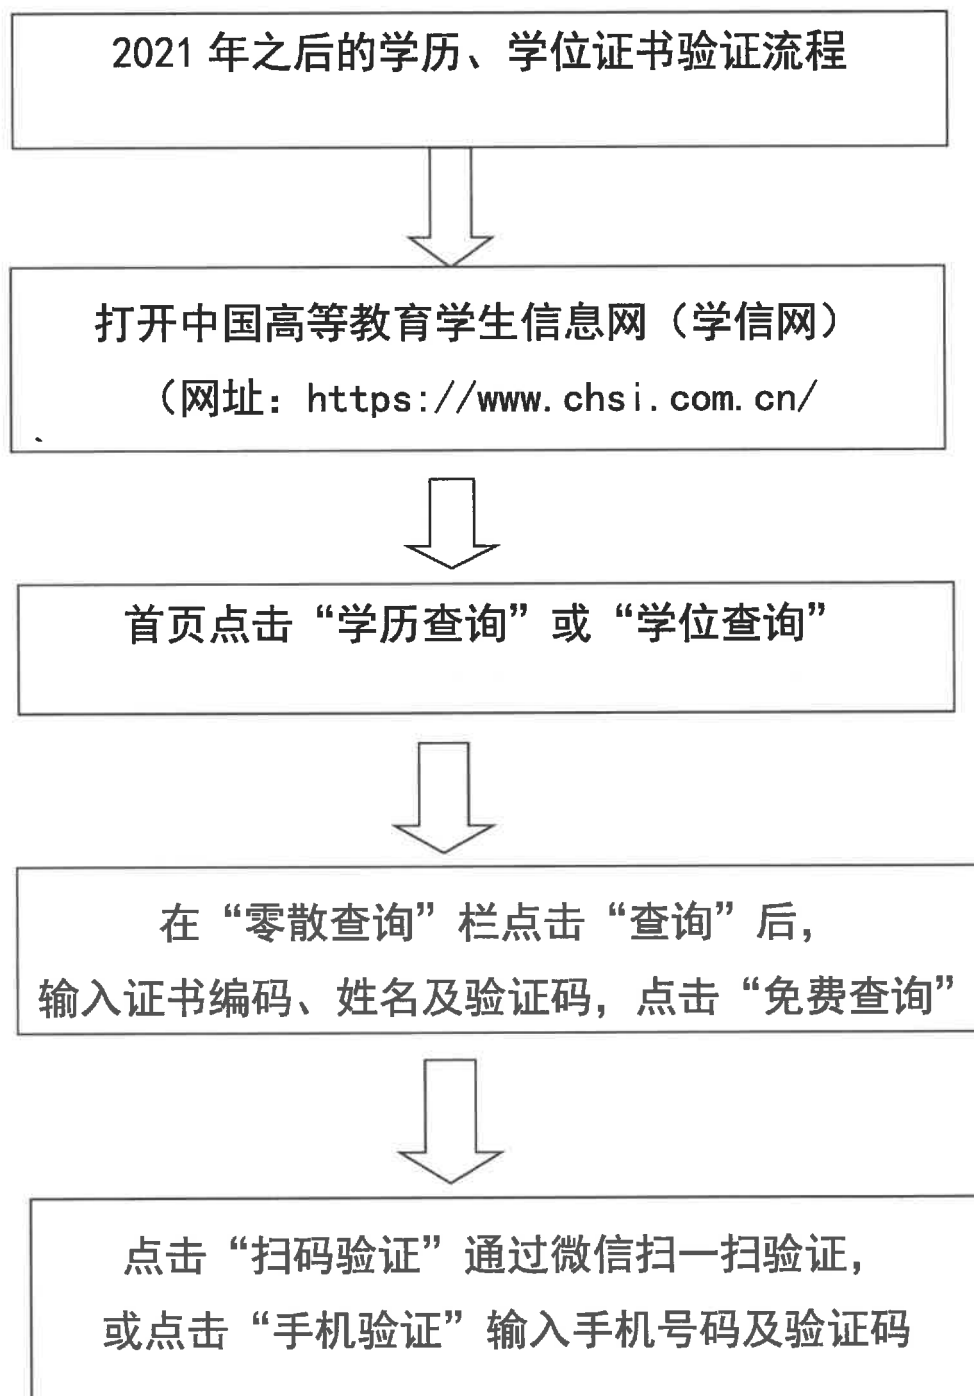 2021年之后的学历、学位证书验证流程
打开中国高等教育学生信息网（学信网）
（网址：https://www.chsi.com.cn/
首页点击“学历查询”或“学位查询”
在“零散查询”栏点击“查询”后，
输入证书编码、姓名及验证码，点击“免费查询”
点击“扫码验证”通过微信扫一扫验证，
或点击“手机验证”输入手机号码及验证码